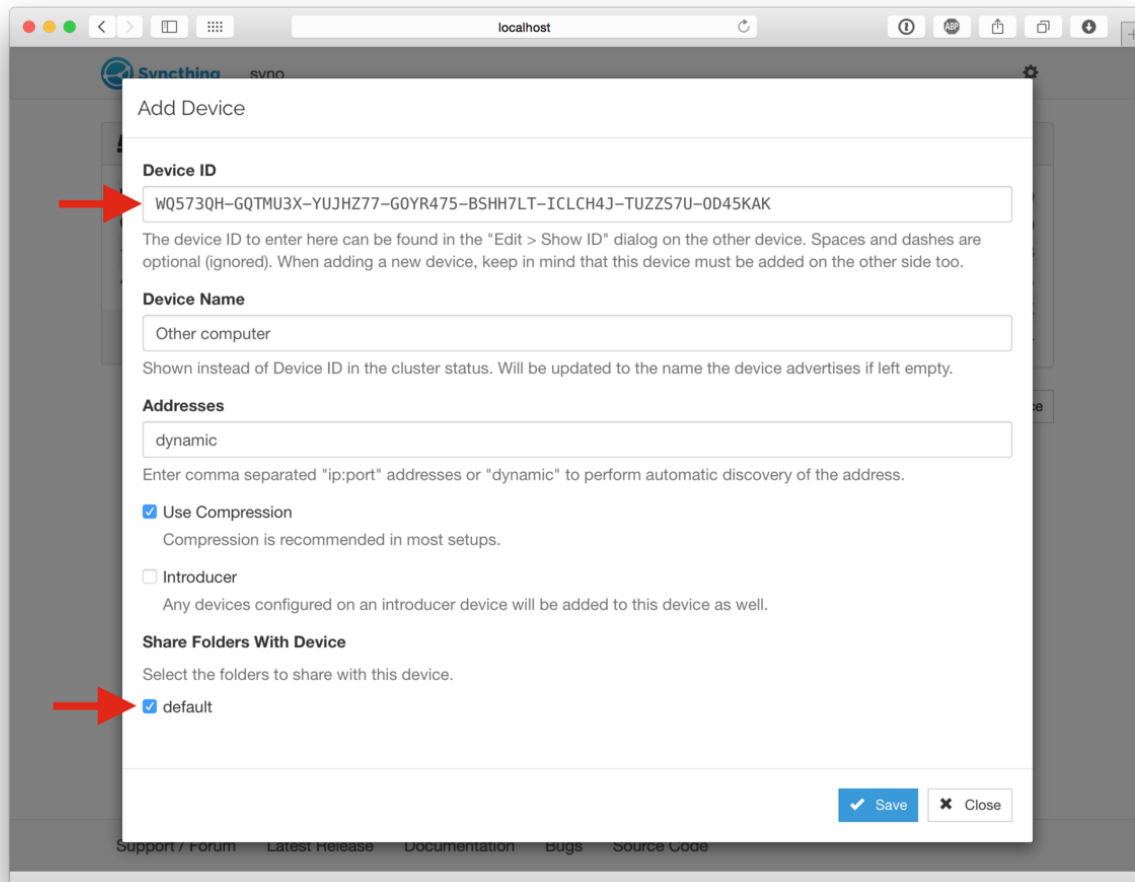 localhost
ABP
Syncthing syno
Add Device
Device ID
WQ573QH-GQTMU3X-YUJHZ77-GOYR475-BSHH7LT-ICLCH4J-TUZZS7U-OD45KAK
The device ID to enter here can be found in the "Edit > Show ID" dialog on the other device. Spaces and dashes are
optional (ignored). When adding a new device, keep in mind that this device must be added on the other side too.
Device Name
Other computer
Shown instead of Device ID in the cluster status. Will be updated to the name the device advertises if left empty.
Addresses
dynamic
Enter comma separated "ip:port" addresses or "dynamic" to perform automatic discovery of the address.
Use Compression
Compression is recommended in most setups.
Introducer
Any devices configured on an introducer device will be added to this device as well.
Share Folders With Device
Select the folders to share with this device.
default
Save Close
Support / Forum Latest Release Documentation Bugs Source Code